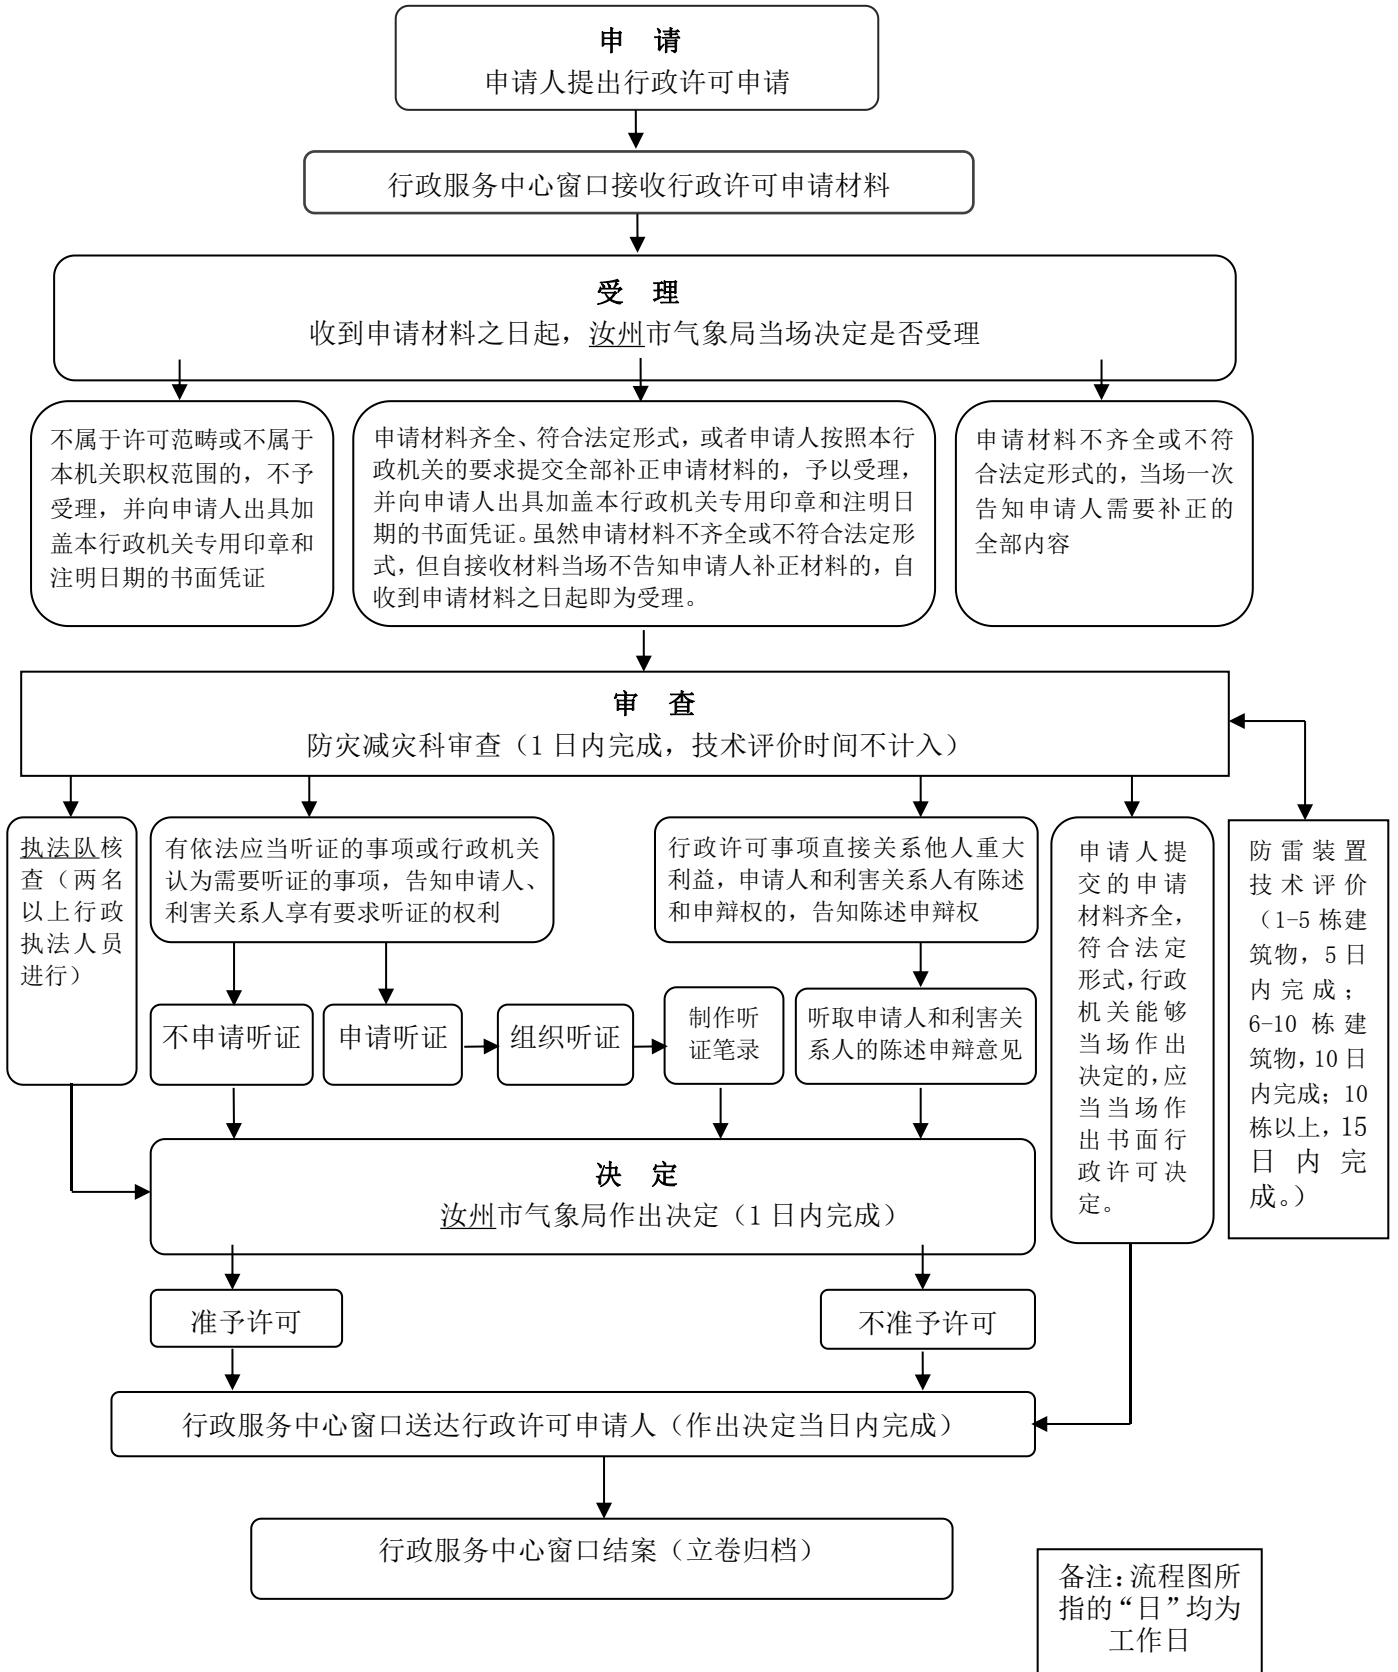 申 请
申请人提出行政许可申请
行政服务中心窗口接收行政许可申请材料
受 理
收到申请材料之日起，汝州市气象局当场决定是否受理
不属于许可范畴或不属于
本机关职权范围的，不予
受理，并向申请人出具加
盖本行政机关专用印章和
注明日期的书面凭证
申请材料齐全、符合法定形式，或者申请人按照本行
政机关的要求提交全部补正申请材料的，予以受理，
并向申请人出具加盖本行政机关专用印章和注明日
期的书面凭证。虽然申请材料不齐全或不符合法定形
式，但自接收材料当场不告知申请人补正材料的，自
收到申请材料之日起即为受理。
申请材料不齐全或不符
合法定形式的，当场一次
告知申请人需要补正的
全部内容
审 查
防灾减灾科审查（1 日内完成，技术评价时间不计入）
执法队核
查（两名
以上行政
执法人员
进行）
有依法应当听证的事项或行政机关
认为需要听证的事项，告知申请人、
利害关系人享有要求听证的权利
行政许可事项直接关系他人重大
利益，申请人和利害关系人有陈述
和申辩权的，告知陈述申辩权
申请人提
交的申请
材料齐全，
符合法定
形式，行政
机关能够
当场作出
决定的，应
当当场作
出书面行
政许可决
定。
防雷装置
技术评价
（1-5 栋建
筑物，5 日
内完成；
6-10 栋建
筑物，10 日
内完成；10
栋以上，15
日内完
成。）
不申请听证
申请听证
组织听证
制作听
证笔录
听取申请人和利害关
系人的陈述申辩意见
决 定
汝州市气象局作出决定（1 日内完成）
准予许可
不准予许可
行政服务中心窗口送达行政许可申请人（作出决定当日内完成）
行政服务中心窗口结案（立卷归档）
备注：流程图所
指的“日”均为
工作日